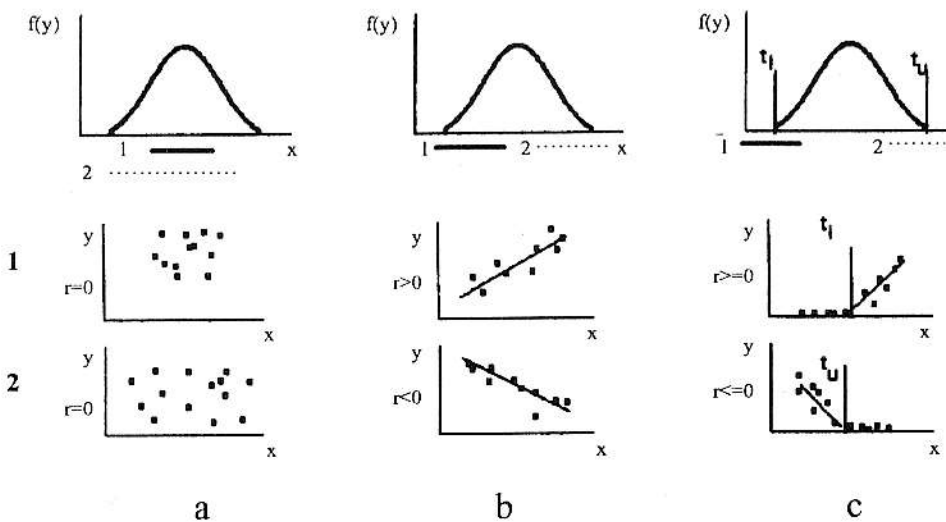 f(y) f(y) f(y) t_l t_u
1 x 1 2 x 1 2 x
2
1 y r=0 x y r>0 x y r>=0 t_l x
2 y r=0 x y r<0 x y r<=0 t_u x
a b c